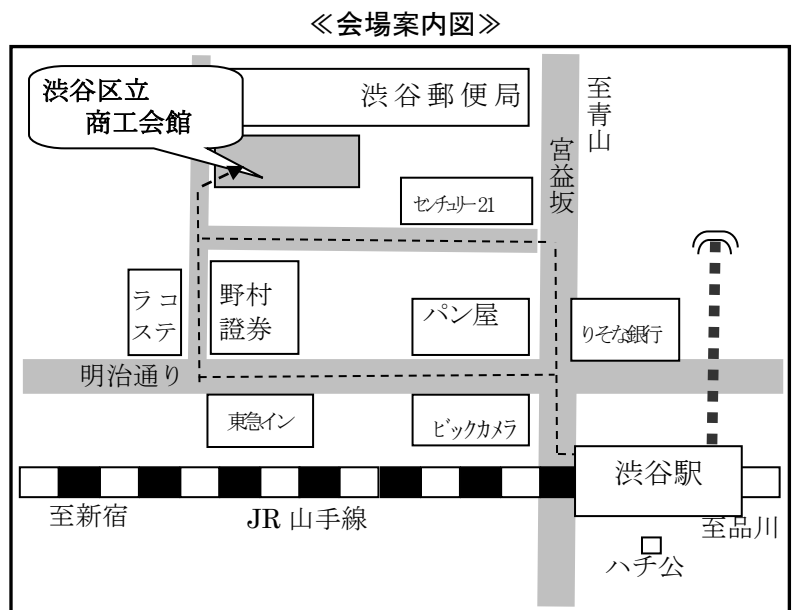 ≪会場案内図≫
渋谷区立
商工会館
渋谷郵便局
至青山
宮益坂
センチュリー21
ラコ
ステ
野村
證券
パン屋
りそな銀行
明治通り
東急イン
ビックカメラ
渋谷駅
至新宿
JR 山手線
至品川
ハチ公